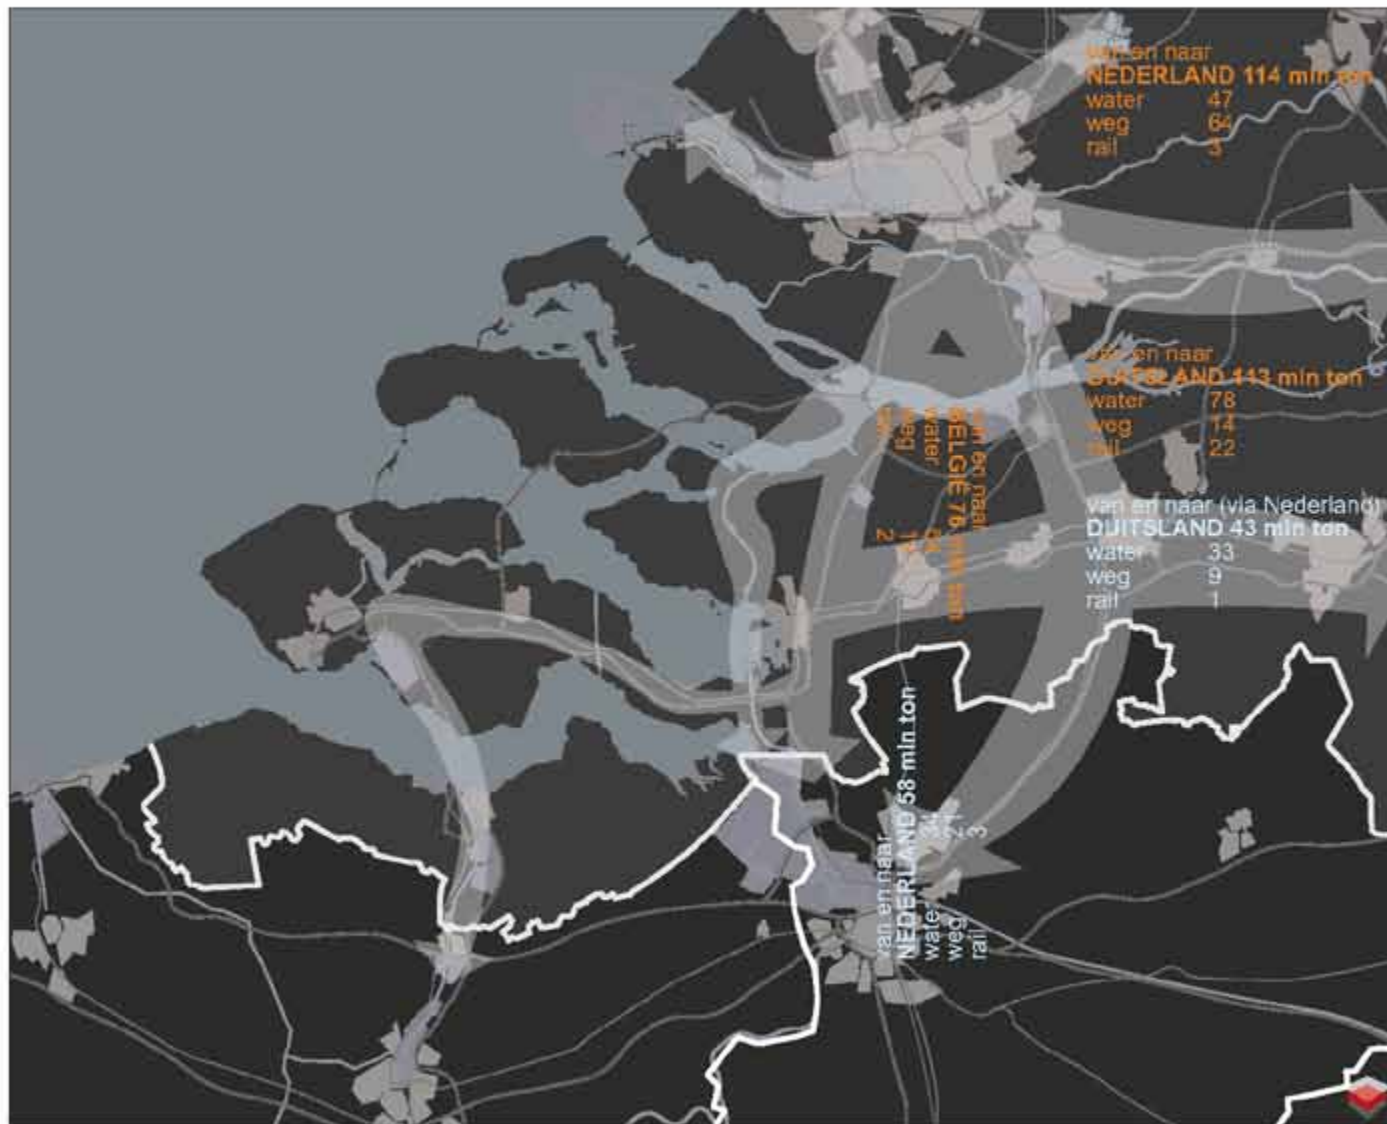 van en naar
NEDERLAND 114 mln ton
water 47
weg 64
rail 3
van en naar
DUITSLAND 113 mln ton
water 78
weg 14
rail 22
van en naar
BELGIË 76 mln ton
water
weg
2
van en naar (via Nederland)
DUITSLAND 43 mln ton
water 33
weg 9
rail 1
van en naar
NEDERLAND 58 mln ton
water 34
weg 21
rail 3